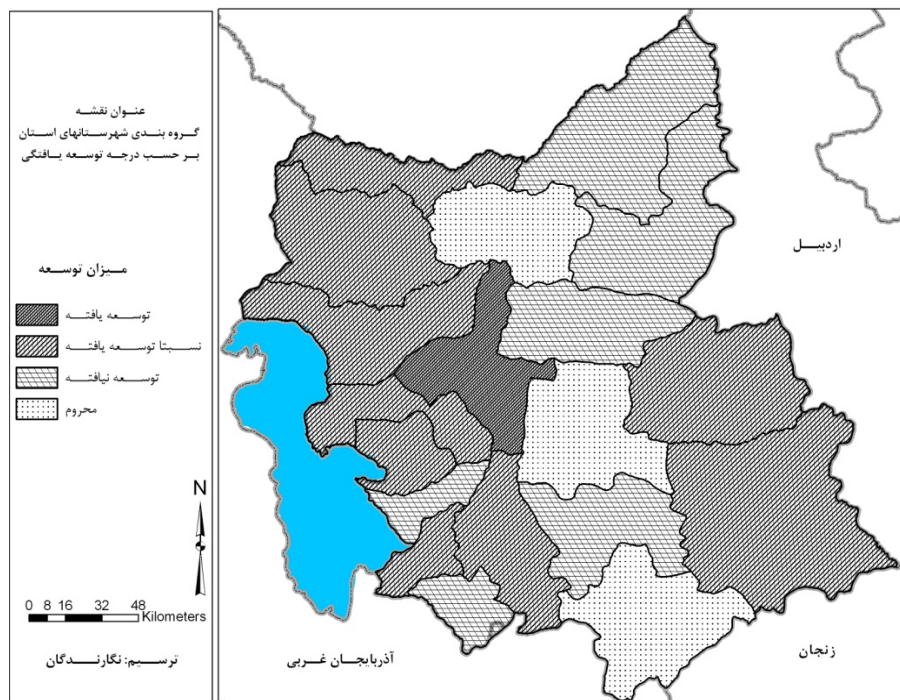 عنوان نقشه
گروه بندی شهرستانهای استان
بر حسب درجه توسعه یافتگی
میزان توسعه
توسعه یافته
نسبتا توسعه یافته
توسعه نیافته
محروم
N
0 8 16 32 48
Kilometers
ترسیم: نگارندگان
اردبیل
زنجان
آذربایجان غربی